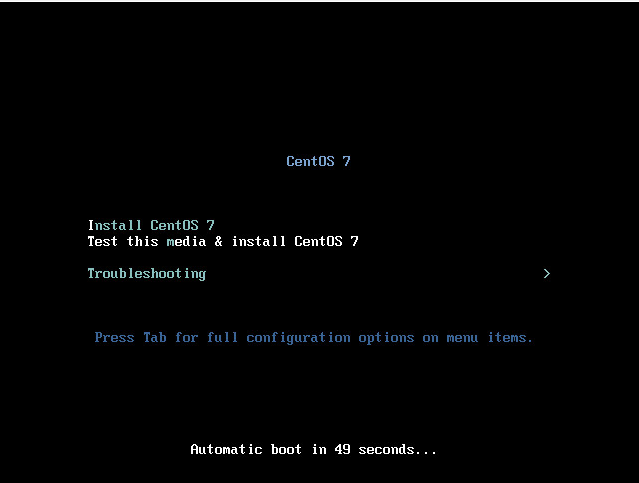 CentOS 7
Install CentOS 7
Test this media & install CentOS 7
Troubleshooting >
Press Tab for full configuration options on menu items.
Automatic boot in 49 seconds...